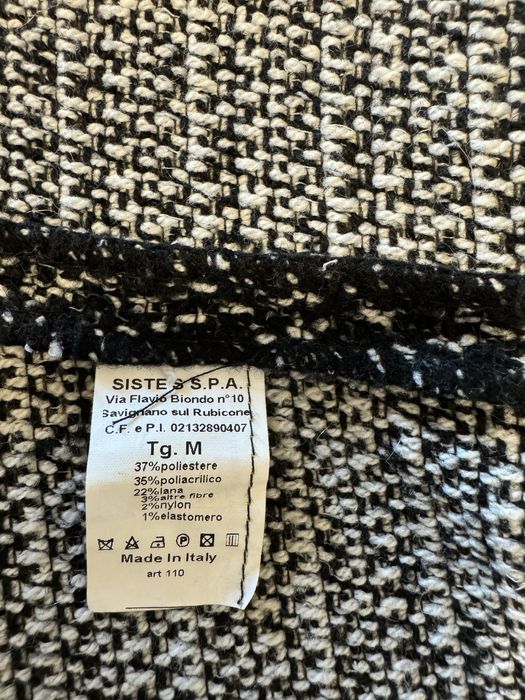 SISTE S S.P.A.
Via Flavio Biondo n°10
Savignano sul Rubicone
C.F. e P.I. 02132890407
Tg. M
37%poliestere
35%poliacrilico
22%lana
3%altre fibre
2%nylon
1%elastomero
Made in Italy
art 110